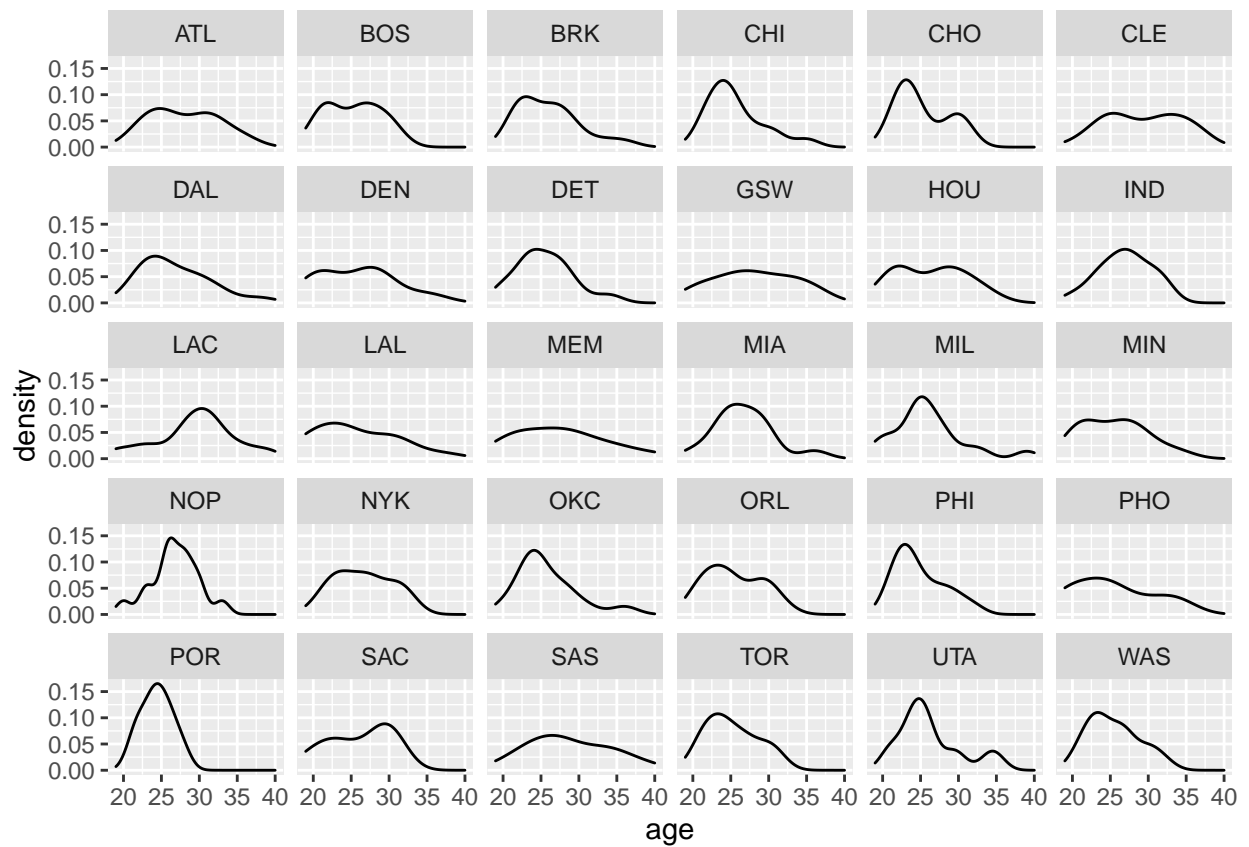 ATL BOS BRK CHI CHO CLE
0.15
0.10
0.05
0.00
DAL DEN DET GSW HOU IND
0.15
0.10
0.05
0.00
LAC LAL MEM MIA MIL MIN
0.15
0.10
0.05
0.00
density
NOP NYK OKC ORL PHI PHO
0.15
0.10
0.05
0.00
POR SAC SAS TOR UTA WAS
0.15
0.10
0.05
0.00
20 25 30 35 40 20 25 30 35 40 20 25 30 35 40 20 25 30 35 40 20 25 30 35 40 20 25 30 35 40
age